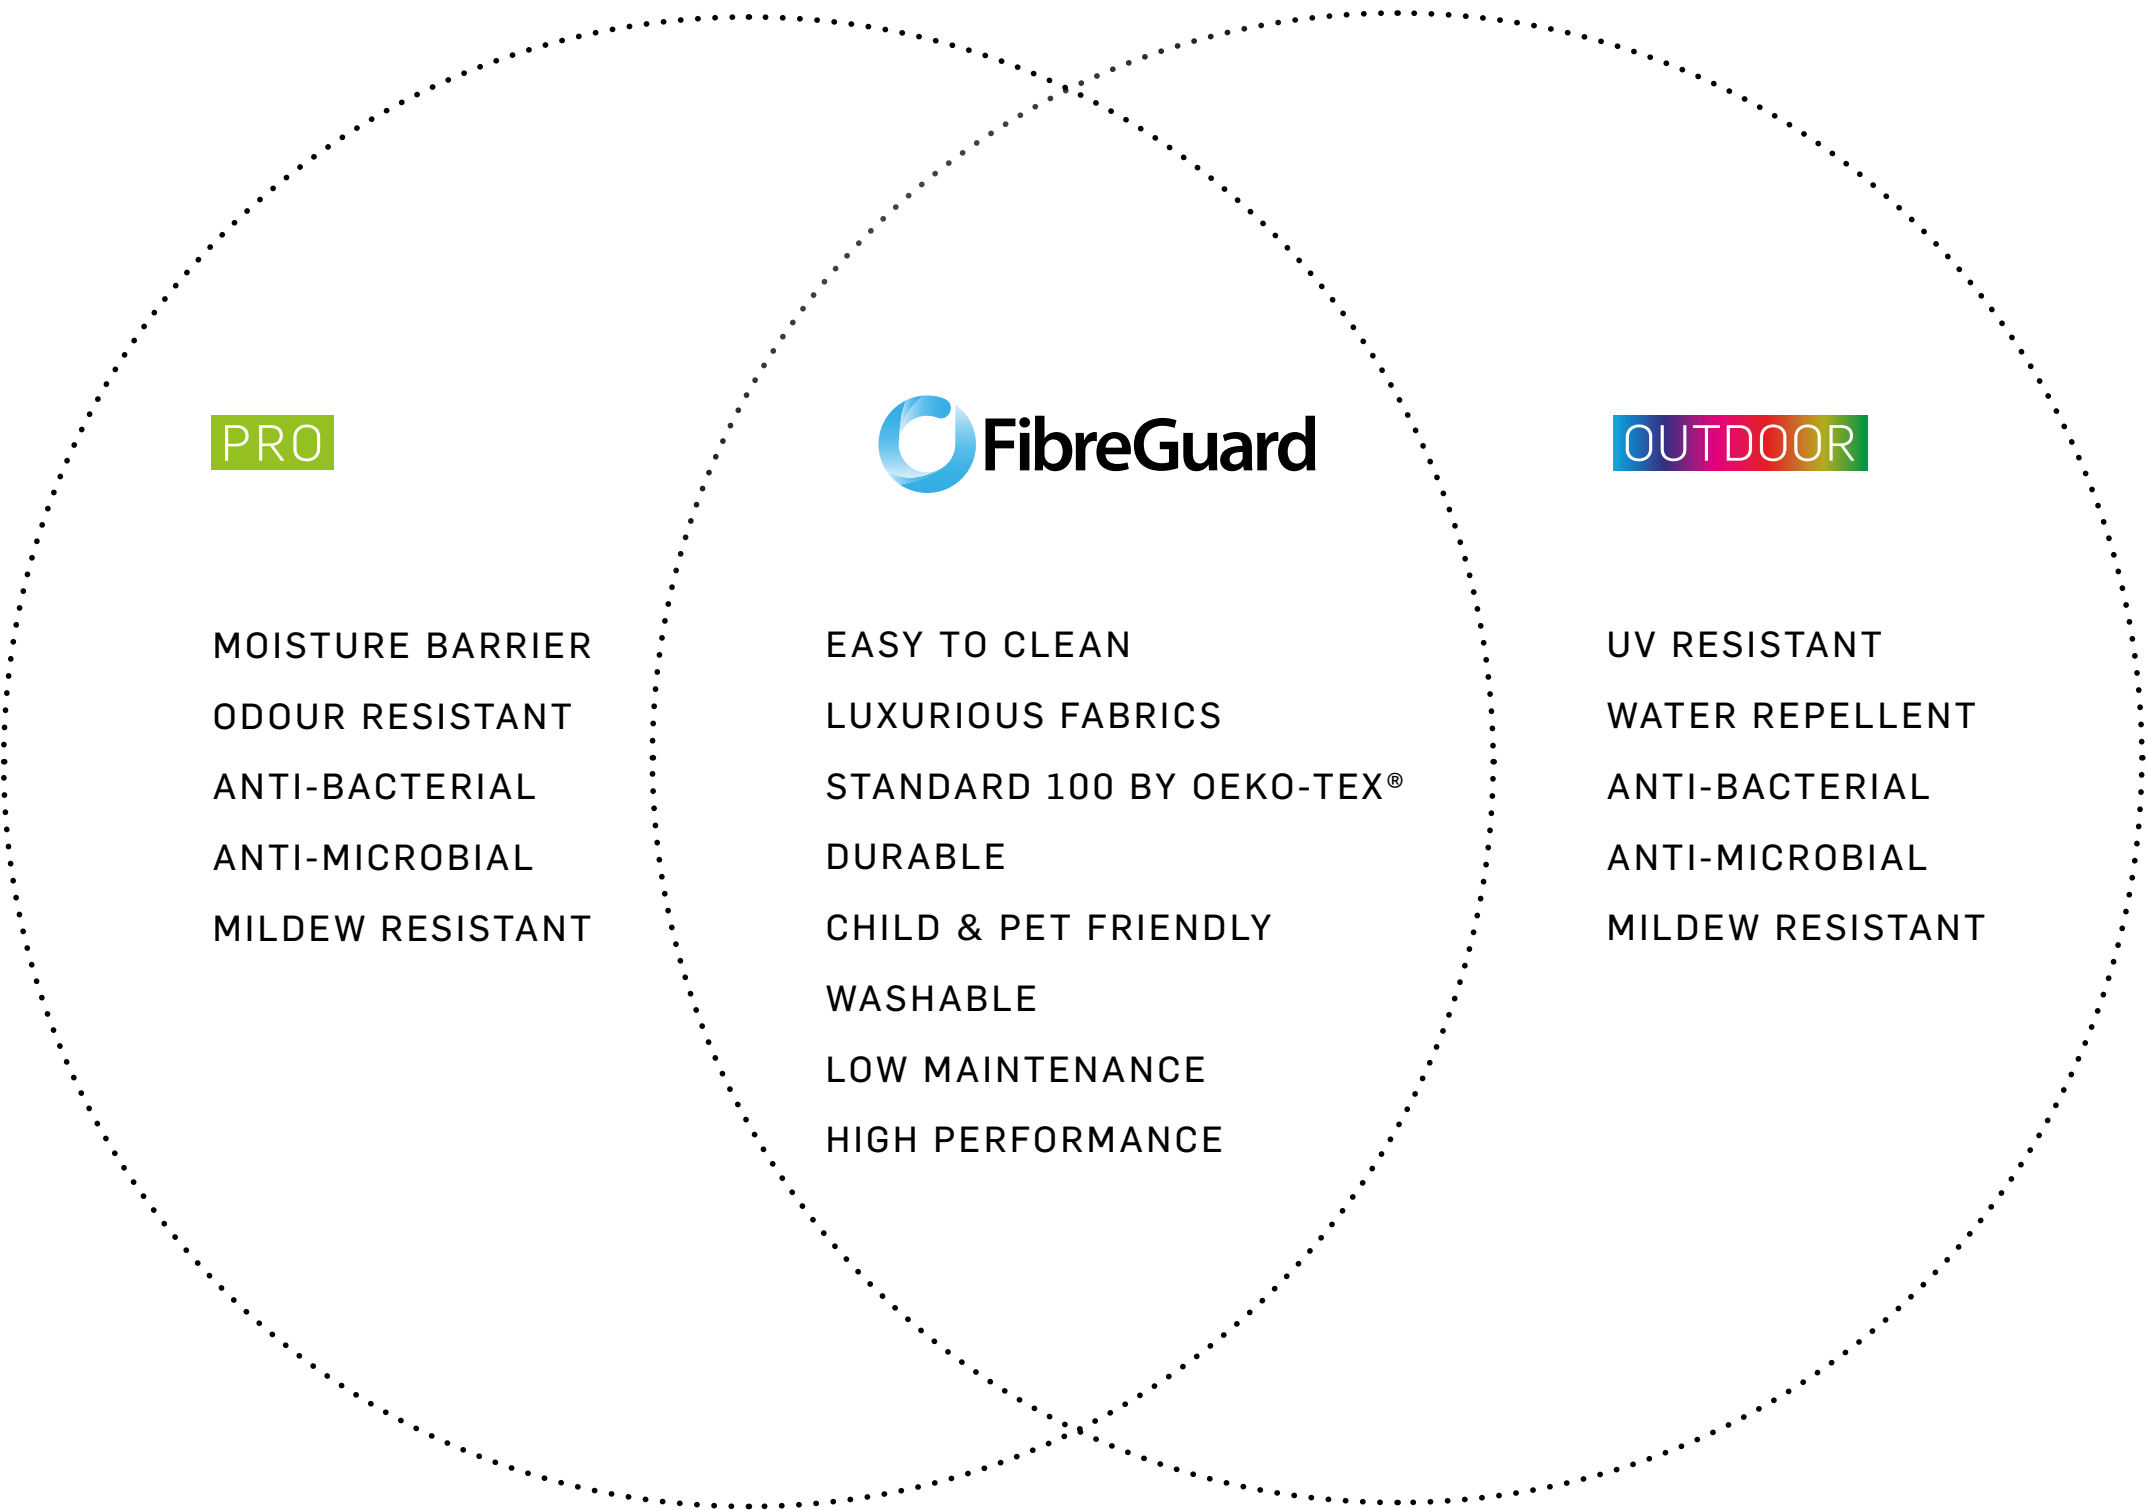 PRO
MOISTURE BARRIER
ODOUR RESISTANT
ANTI-BACTERIAL
ANTI-MICROBIAL
MILDEW RESISTANT
FibreGuard
EASY TO CLEAN
LUXURIOUS FABRICS
STANDARD 100 BY OEKO-TEX®
DURABLE
CHILD & PET FRIENDLY
WASHABLE
LOW MAINTENANCE
HIGH PERFORMANCE
OUTDOOR
UV RESISTANT
WATER REPELLENT
ANTI-BACTERIAL
ANTI-MICROBIAL
MILDEW RESISTANT